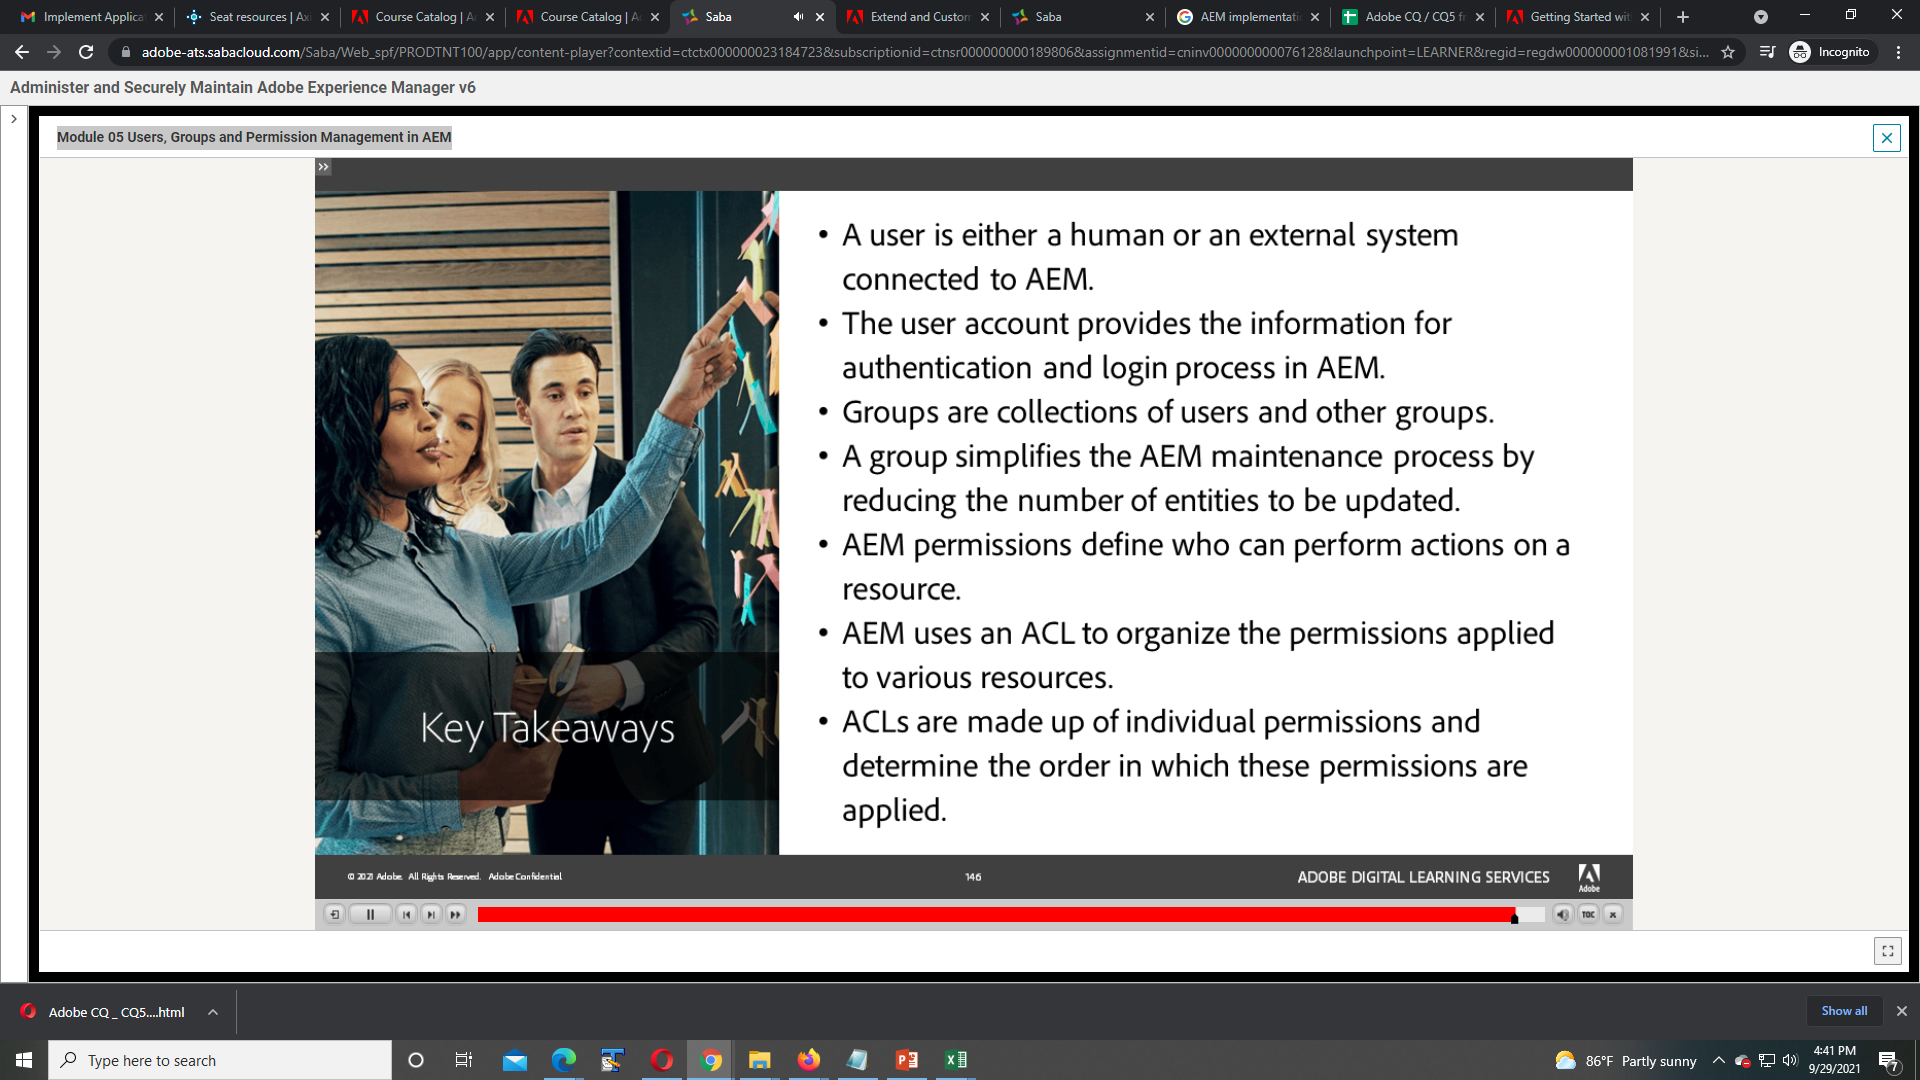 Implement Applica
Seat resources | Ax
Course Catalog | A
Course Catalog | A
Saba
Extend and Custom
Saba
AEM implementati
Adobe CQ / CQ5 f
Getting Started wit
adobe-ats.sabacloud.com/Saba/Web_spf/PRODTNT100/app/content-player?contextid=ctctx000000023184723&subscriptionid=ctnsr000000000189806&assignmentid=cninv000000000076128&launchpoint=LEARNER&regid=regdw000000001081991&si...
Incognito
Administer and Securely Maintain Adobe Experience Manager v6
Module 05 Users, Groups and Permission Management in AEM
• A user is either a human or an external system
connected to AEM.
• The user account provides the information for
authentication and login process in AEM.
• Groups are collections of users and other groups.
• A group simplifies the AEM maintenance process by
reducing the number of entities to be updated.
• AEM permissions define who can perform actions on a
resource.
• AEM uses an ACL to organize the permissions applied
to various resources.
• ACLs are made up of individual permissions and
determine the order in which these permissions are
applied.
Key Takeaways
© 2021 Adobe. All Rights Reserved. Adobe Confidential
146
ADOBE DIGITAL LEARNING SERVICES
Adobe
TOC
Adobe CQ _ CQ5....html
Show all
Type here to search
86°F Partly sunny
4:41 PM
9/29/2021
7